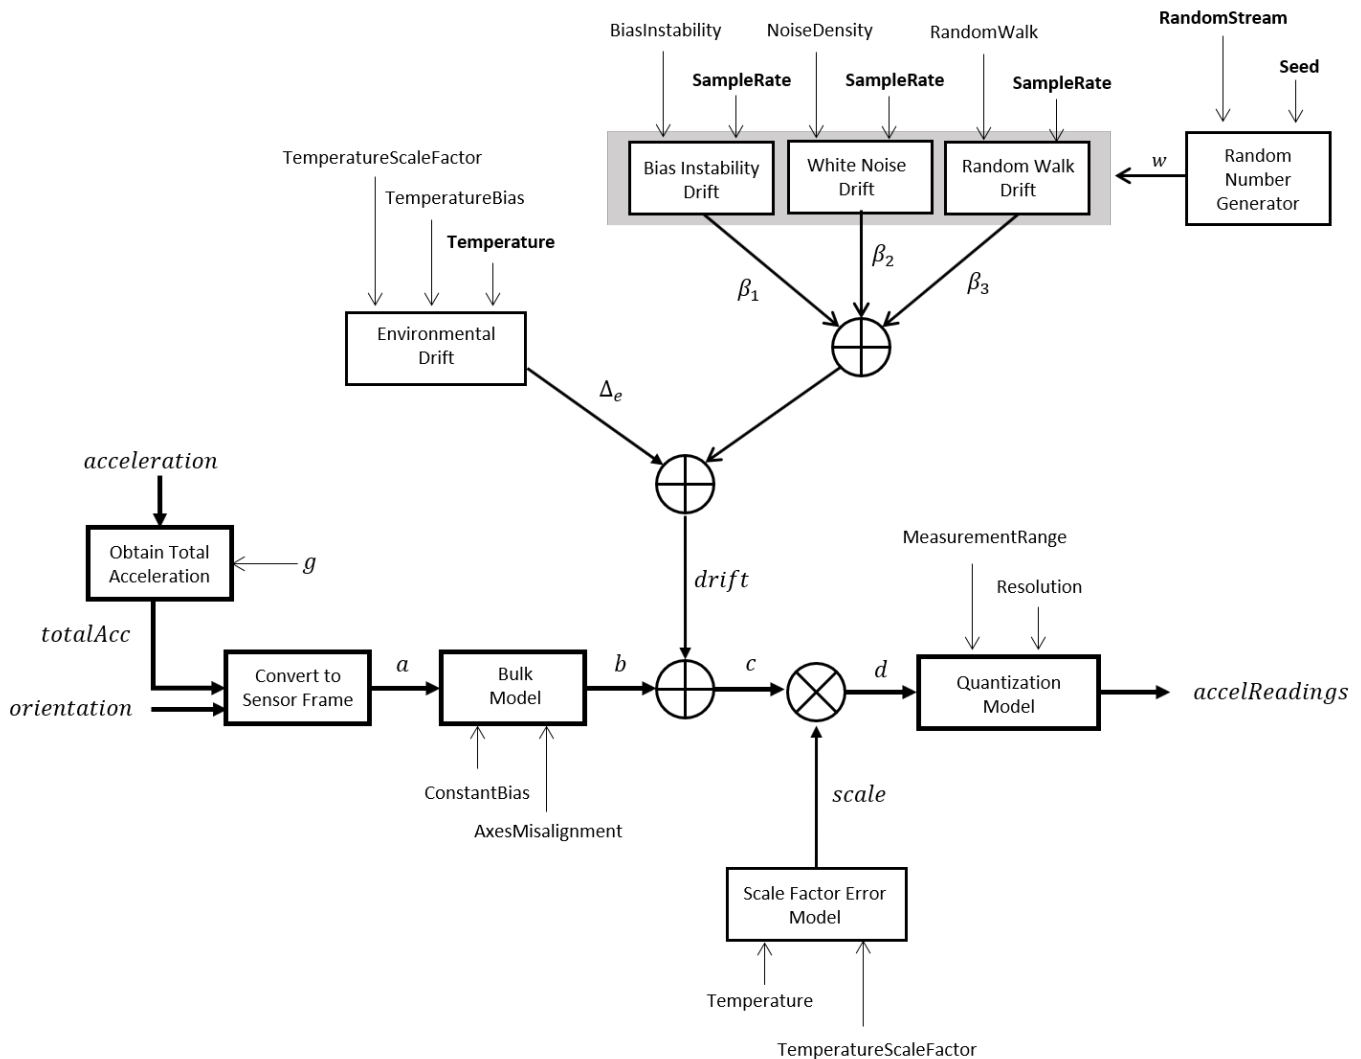 RandomStream
BiasInstability
NoiseDensity
RandomWalk
Seed
SampleRate
SampleRate
SampleRate
Bias Instability
Drift
White Noise
Drift
Random Walk
Drift
w
Random
Number
Generator
TemperatureScaleFactor
TemperatureBias
Temperature
β₁
β₂
β₃
Environmental
Drift
Δₑ
acceleration
Obtain Total
Acceleration
g
drift
MeasurementRange
Resolution
totalAcc
orientation
Convert to
Sensor Frame
a
Bulk
Model
b
c
d
Quantization
Model
accelReadings
ConstantBias
AxesMisalignment
scale
Scale Factor Error
Model
Temperature
TemperatureScaleFactor